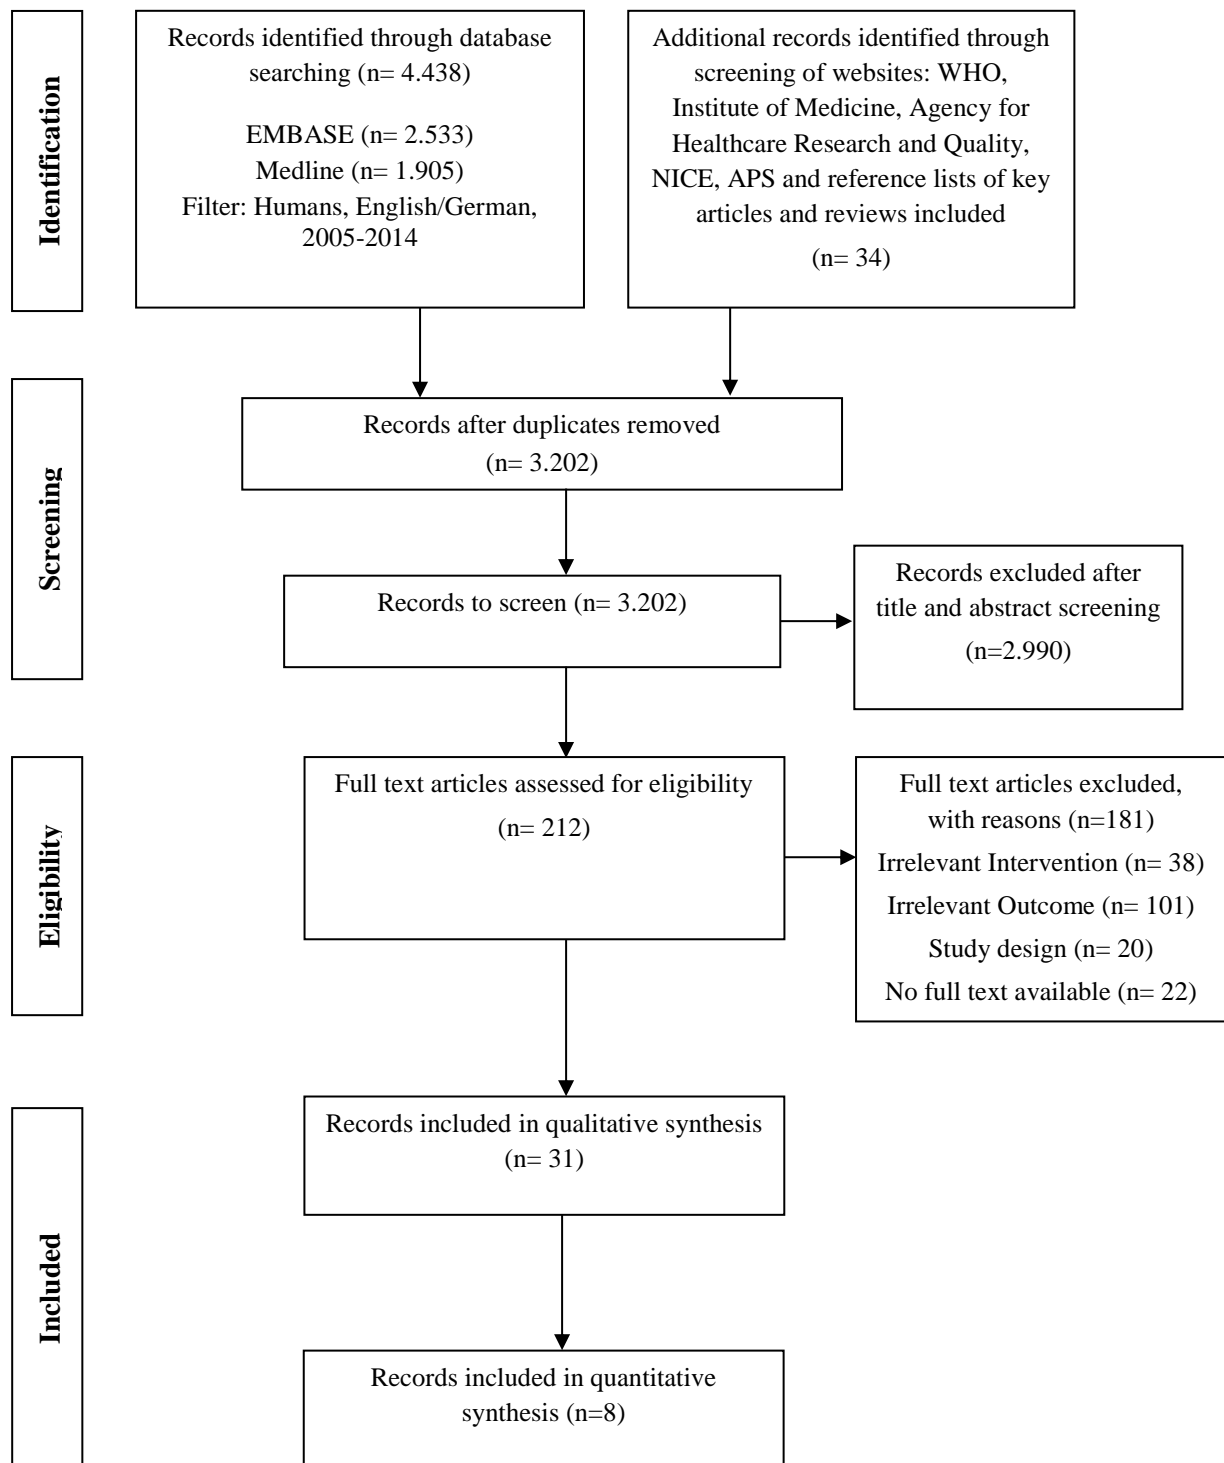 Identification
Records identified through database
searching (n= 4.438)
EMBASE (n= 2.533)
Medline (n= 1.905)
Filter: Humans, English/German,
2005-2014
Additional records identified through
screening of websites: WHO,
Institute of Medicine, Agency for
Healthcare Research and Quality,
NICE, APS and reference lists of key
articles and reviews included
(n= 34)
Screening
Records after duplicates removed
(n= 3.202)
Records to screen (n= 3.202)
Records excluded after
title and abstract screening
(n=2.990)
Eligibility
Full text articles assessed for eligibility
(n= 212)
Full text articles excluded,
with reasons (n=181)
Irrelevant Intervention (n= 38)
Irrelevant Outcome (n= 101)
Study design (n= 20)
No full text available (n= 22)
Included
Records included in qualitative synthesis
(n= 31)
Records included in quantitative
synthesis (n=8)